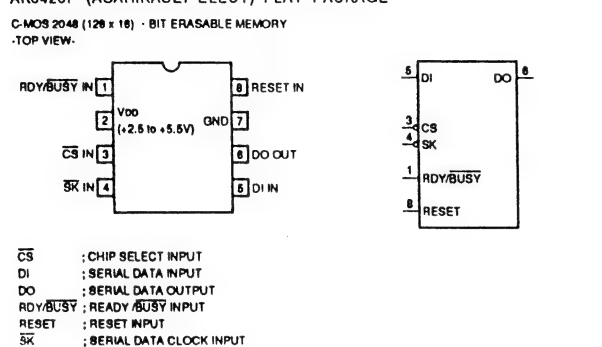 C-MOS 2048 (128 x 16) - BIT ERASABLE MEMORY
-TOP VIEW-
RDY/BUSY IN 1
8 RESET IN
2 VDD
(+2.5 to +5.5V)
GND 7
CS IN 3
6 DO OUT
SK IN 4
5 DI IN
5 DI
DO 6
3 CS
4 SK
1 RDY/BUSY
8 RESET
CS ; CHIP SELECT INPUT
DI ; SERIAL DATA INPUT
DO ; SERIAL DATA OUTPUT
RDY/BUSY ; READY /BUSY INPUT
RESET ; RESET INPUT
SK ; SERIAL DATA CLOCK INPUT